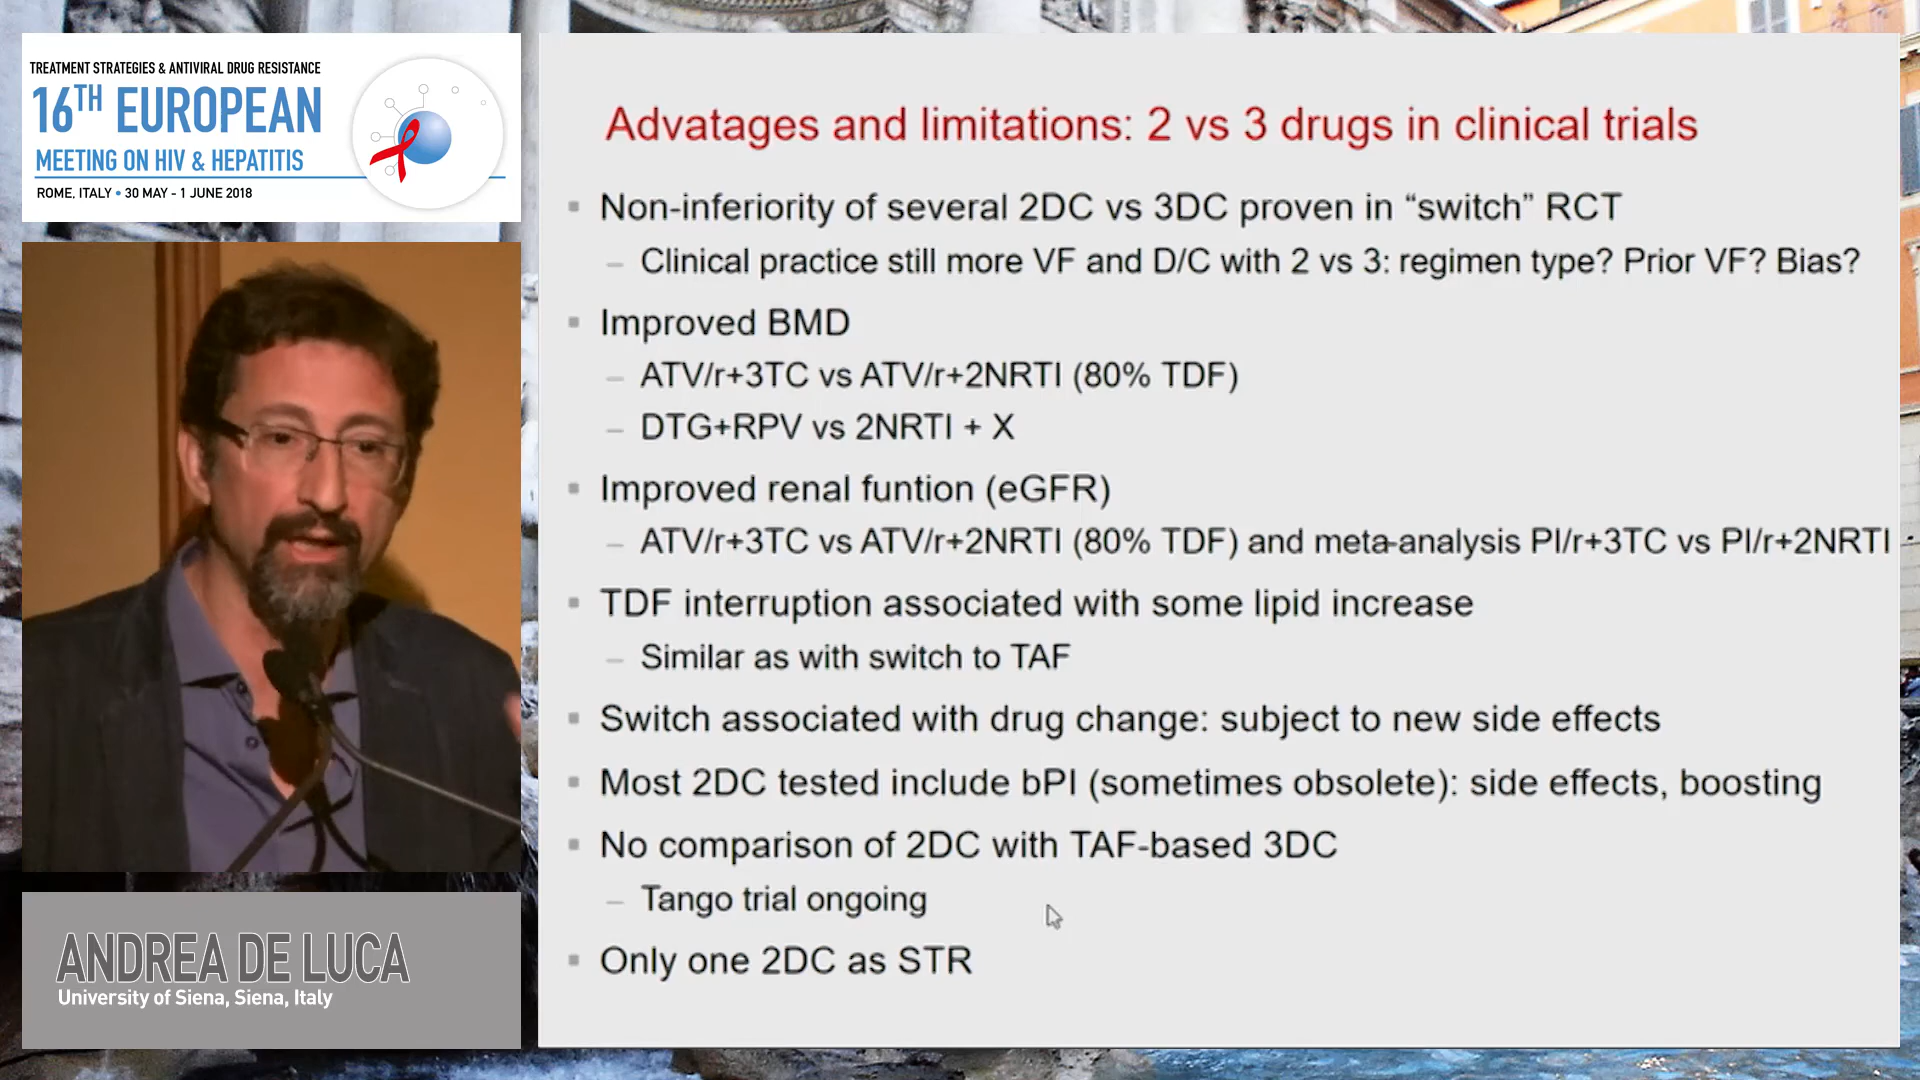 TREATMENT STRATEGIES & ANTIVIRAL DRUG RESISTANCE
16TH EUROPEAN
MEETING ON HIV & HEPATITIS
ROME, ITALY • 30 MAY - 1 JUNE 2018
ANDREA DE LUCA
University of Siena, Siena, Italy
Advatages and limitations: 2 vs 3 drugs in clinical trials
Non-inferiority of several 2DC vs 3DC proven in “switch” RCT
– Clinical practice still more VF and D/C with 2 vs 3: regimen type? Prior VF? Bias?
Improved BMD
– ATV/r+3TC vs ATV/r+2NRTI (80% TDF)
– DTG+RPV vs 2NRTI + X
Improved renal funtion (eGFR)
– ATV/r+3TC vs ATV/r+2NRTI (80% TDF) and meta-analysis PI/r+3TC vs PI/r+2NRTI
TDF interruption associated with some lipid increase
– Similar as with switch to TAF
Switch associated with drug change: subject to new side effects
Most 2DC tested include bPI (sometimes obsolete): side effects, boosting
No comparison of 2DC with TAF-based 3DC
– Tango trial ongoing
Only one 2DC as STR